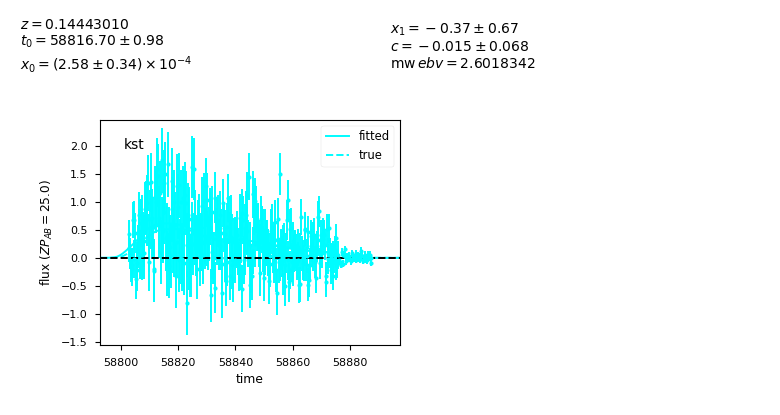 z = 0.14443010
t₀ = 58816.70 ± 0.98
x₀ = (2.58 ± 0.34) × 10⁻⁴
x₁ = −0.37 ± 0.67
c = −0.015 ± 0.068
mw ebv = 2.6018342
kst
fitted
true
2.0
1.5
1.0
0.5
0.0
−0.5
−1.0
−1.5
flux (ZP_AB = 25.0)
58800 58820 58840 58860 58880
time